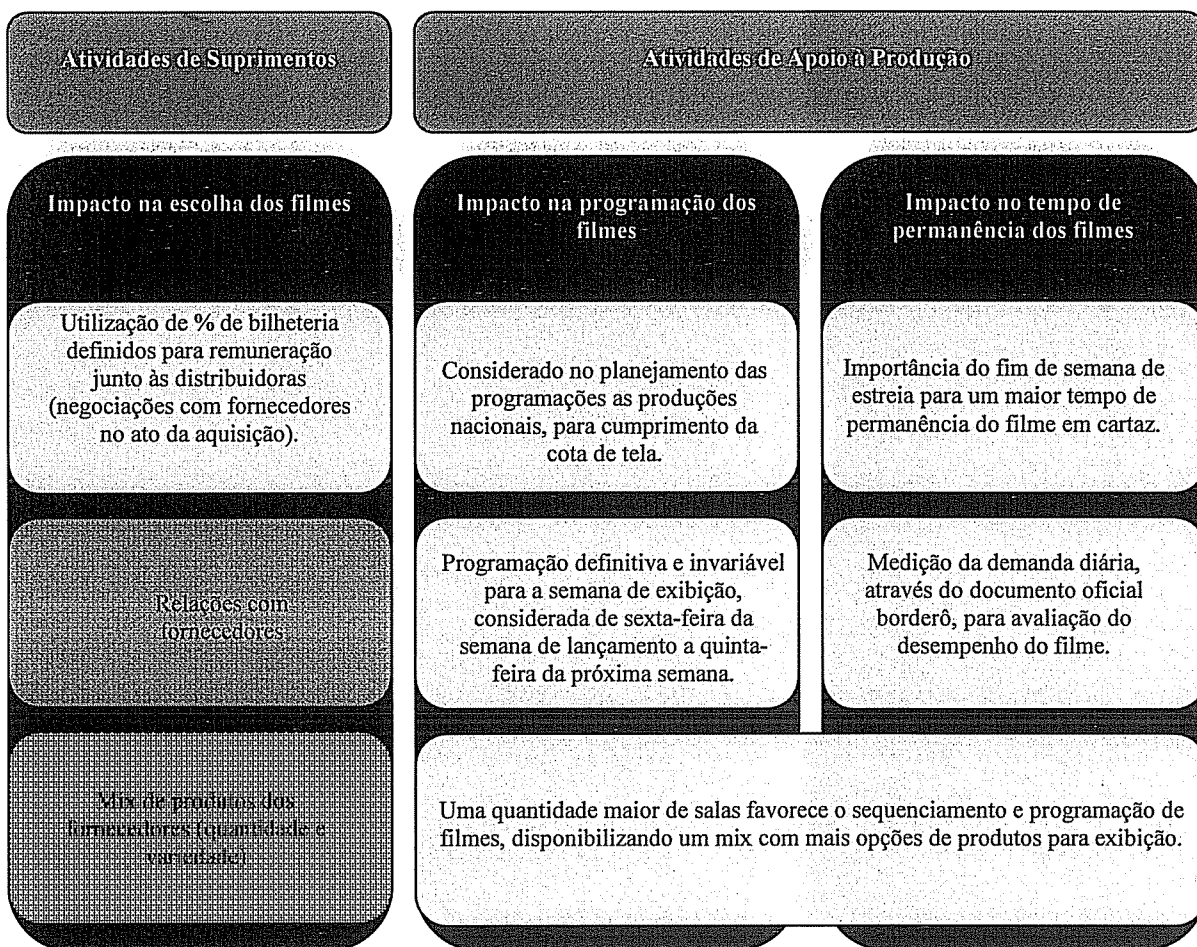 Atividades de Suprimentos
Atividades de Apoio à Produção
Impacto na escolha dos filmes
Utilização de % de bilheteria
definidos para remuneração
junto às distribuidoras
(negociações com fornecedores
no ato da aquisição).
Relações com
fornecedores
Mix de produtos dos
fornecedores (quantidade e
variedade)
Impacto na programação dos
filmes
Considerado no planejamento das
programações as produções
nacionais, para cumprimento da
cota de tela.
Programação definitiva e invariável
para a semana de exibição,
considerada de sexta-feira da
semana de lançamento a quinta-
feira da próxima semana.
Impacto no tempo de
permanência dos filmes
Importância do fim de semana de
estreia para um maior tempo de
permanência do filme em cartaz.
Medição da demanda diária,
através do documento oficial
borderô, para avaliação do
desempenho do filme.
Uma quantidade maior de salas favorece o sequenciamento e programação de
filmes, disponibilizando um mix com mais opções de produtos para exibição.